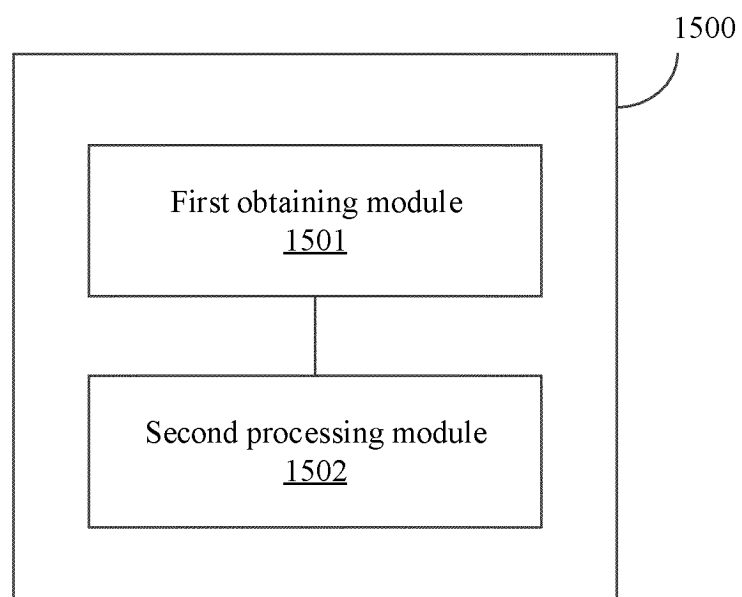 1500
First obtaining module
1501
Second processing module
1502